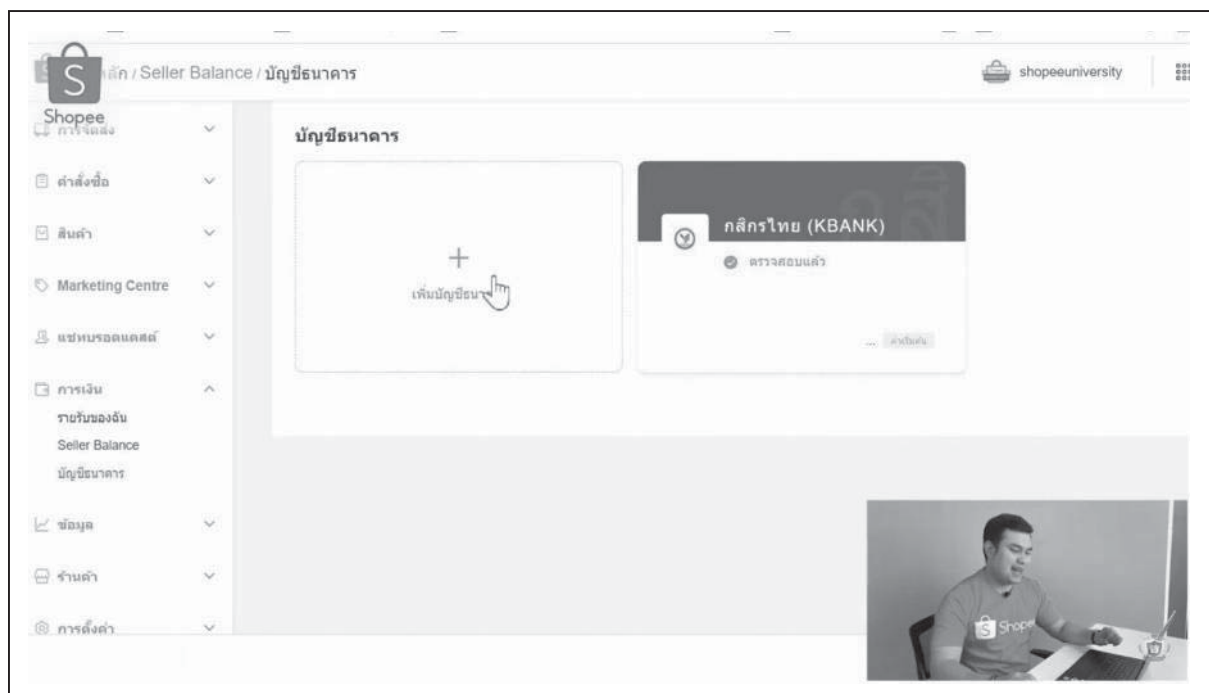 ลัก / Seller Balance / บัญชีธนาคาร
shopeeuniversity
S
Shopee
การจัดส่ง
คำสั่งซื้อ
สินค้า
Marketing Centre
แชทบรอดแคสต์
การเงิน
รายรับของฉัน
Seller Balance
บัญชีธนาคาร
ข้อมูล
ร้านค้า
การตั้งค่า
บัญชีธนาคาร
+
เพิ่มบัญชีธนา
กสิกรไทย (KBANK)
ตรวจสอบแล้ว
... ค่าเริ่มต้น
S Shopee